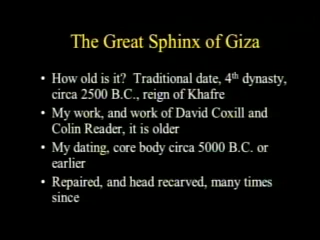 The Great Sphinx of Giza
• How old is it? Traditional date, 4th dynasty,
circa 2500 B.C., reign of Khafre
• My work, and work of David Coxill and
Colin Reader, it is older
• My dating, core body circa 5000 B.C. or
earlier
• Repaired, and head recarved, many times
since